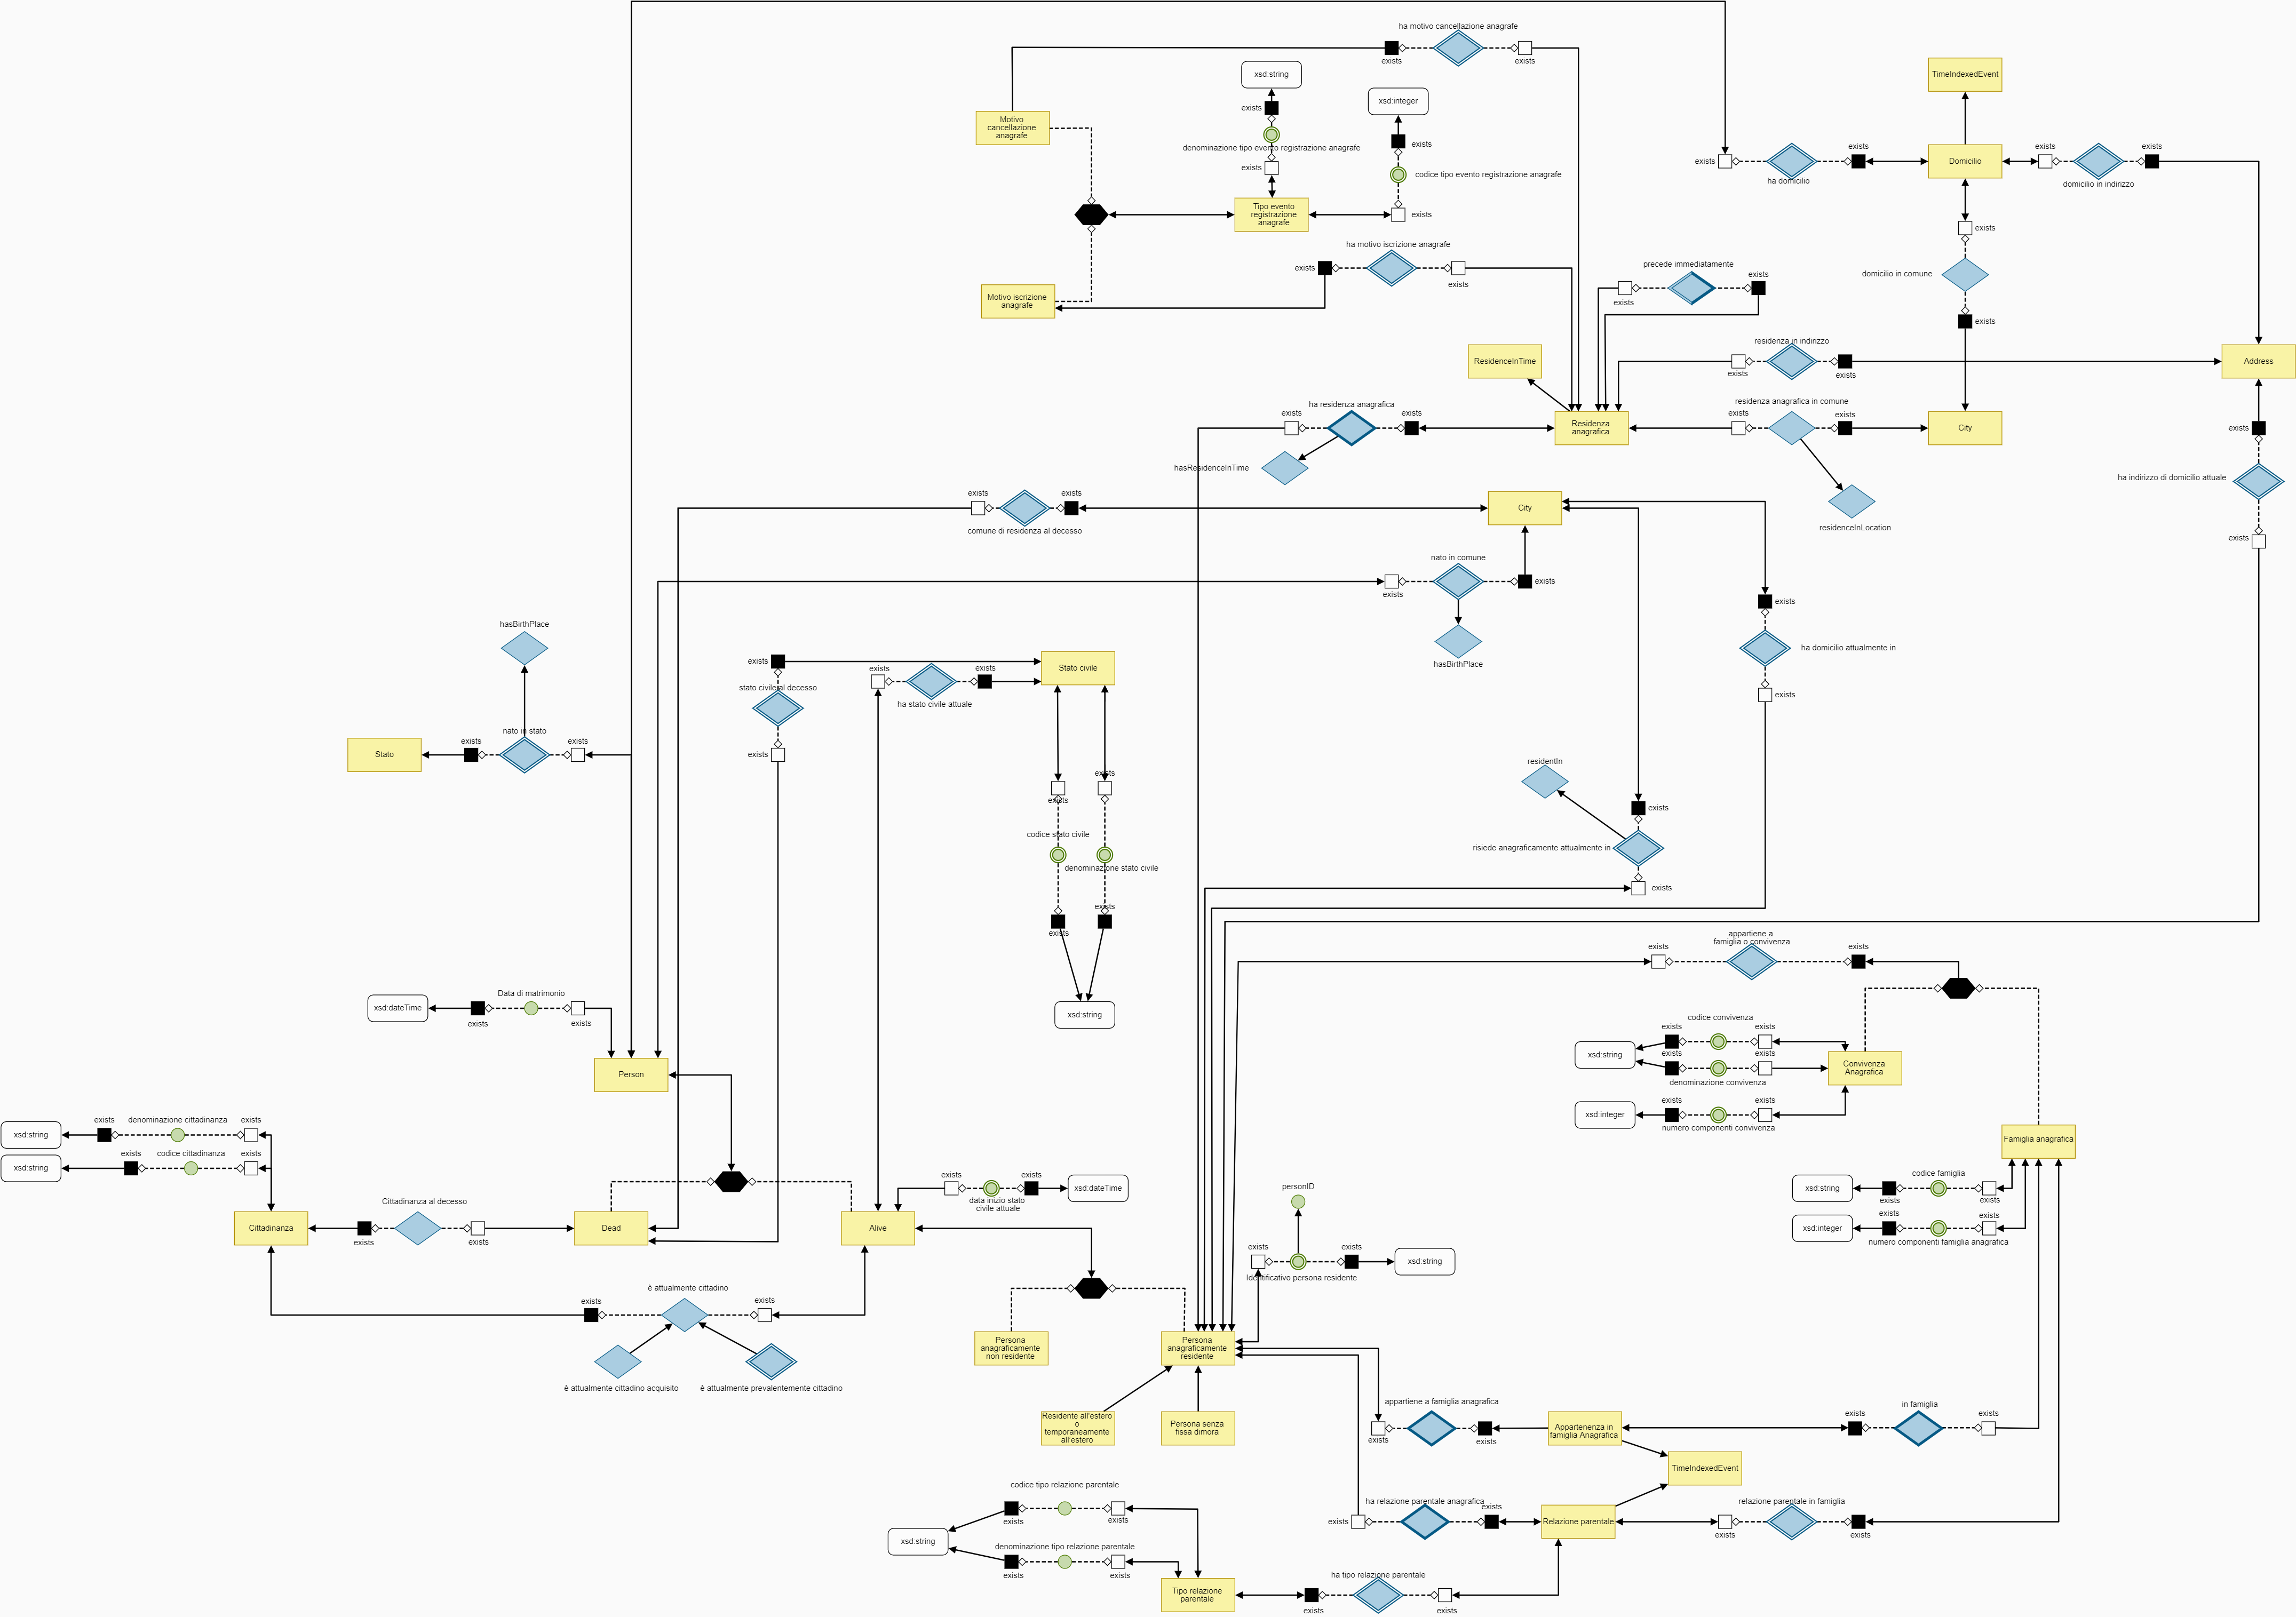 ha motivo cancellazione anagrafe
exists
exists
xsd:string
TimeIndexedEvent
xsd:integer
exists
Motivo
cancellazione
anagrafe
denominazione tipo evento registrazione anagrafe
exists
exists
codice tipo evento registrazione anagrafe
exists
ha domicilio
exists
Domicilio
exists
domicilio in indirizzo
exists
exists
Tipo evento
registrazione
anagrafe
exists
exists
ha motivo iscrizione anagrafe
exists
exists
precede immediatamente
exists
exists
domicilio in comune
exists
Motivo iscrizione
anagrafe
residenza in indirizzo
exists
exists
ResidenceInTime
Address
ha residenza anagrafica
exists
exists
Residenza
anagrafica
residenza anagrafica in comune
exists
exists
City
exists
hasResidenceInTime
ha indirizzo di domicilio attuale
exists
exists
comune di residenza al decesso
City
residenceInLocation
exists
nato in comune
exists
exists
exists
hasBirthPlace
hasBirthPlace
ha domicilio attualmente in
exists
exists
stato civile al decesso
exists
exists
exists
ha stato civile attuale
Stato civile
Stato
exists
nato in stato
exists
residentIn
exists
exists
exists
risiede anagraficamente attualmente in
exists
codice stato civile
denominazione stato civile
exists
exists
xsd:string
appartiene a
famiglia o convivenza
exists
exists
Data di matrimonio
xsd:dateTime
exists
exists
codice convivenza
exists
exists
xsd:string
exists
exists
denominazione convivenza
Convivenza
Anagrafica
Person
exists
exists
xsd:integer
numero componenti convivenza
exists
denominazione cittadinanza
exists
xsd:string
exists
codice cittadinanza
exists
xsd:string
Famiglia anagrafica
codice famiglia
xsd:string
exists
exists
exists
exists
xsd:integer
numero componenti famiglia anagrafica
exists
exists
data inizio stato
civile attuale
xsd:dateTime
personID
Cittadinanza al decesso
Cittadinanza
exists
exists
Dead
Alive
exists
exists
Identificativo persona residente
xsd:string
è attualmente cittadino
exists
exists
Persona
anagraficamente
non residente
Persona
anagraficamente
residente
è attualmente cittadino acquisito
è attualmente prevalentemente cittadino
Residente all'estero
o
temporaneamente
all'estero
Persona senza
fissa dimora
appartiene a famiglia anagrafica
exists
exists
Appartenenza in
famiglia Anagrafica
in famiglia
exists
exists
TimeIndexedEvent
codice tipo relazione parentale
exists
exists
ha relazione parentale anagrafica
exists
exists
Relazione parentale
relazione parentale in famiglia
exists
exists
xsd:string
denominazione tipo relazione parentale
exists
exists
Tipo relazione
parentale
ha tipo relazione parentale
exists
exists